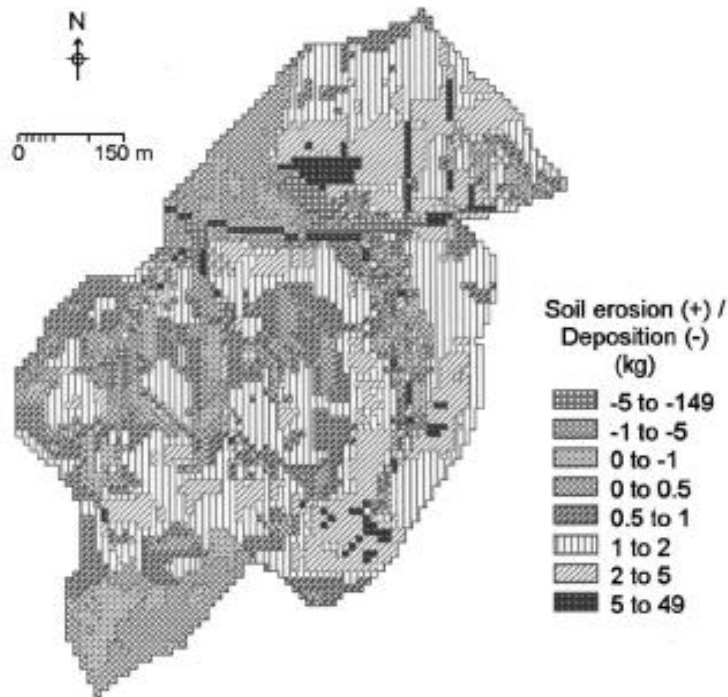 N
0 150 m
Soil erosion (+) /
Deposition (-)
(kg)
-5 to -149
-1 to -5
0 to -1
0 to 0.5
0.5 to 1
1 to 2
2 to 5
5 to 49